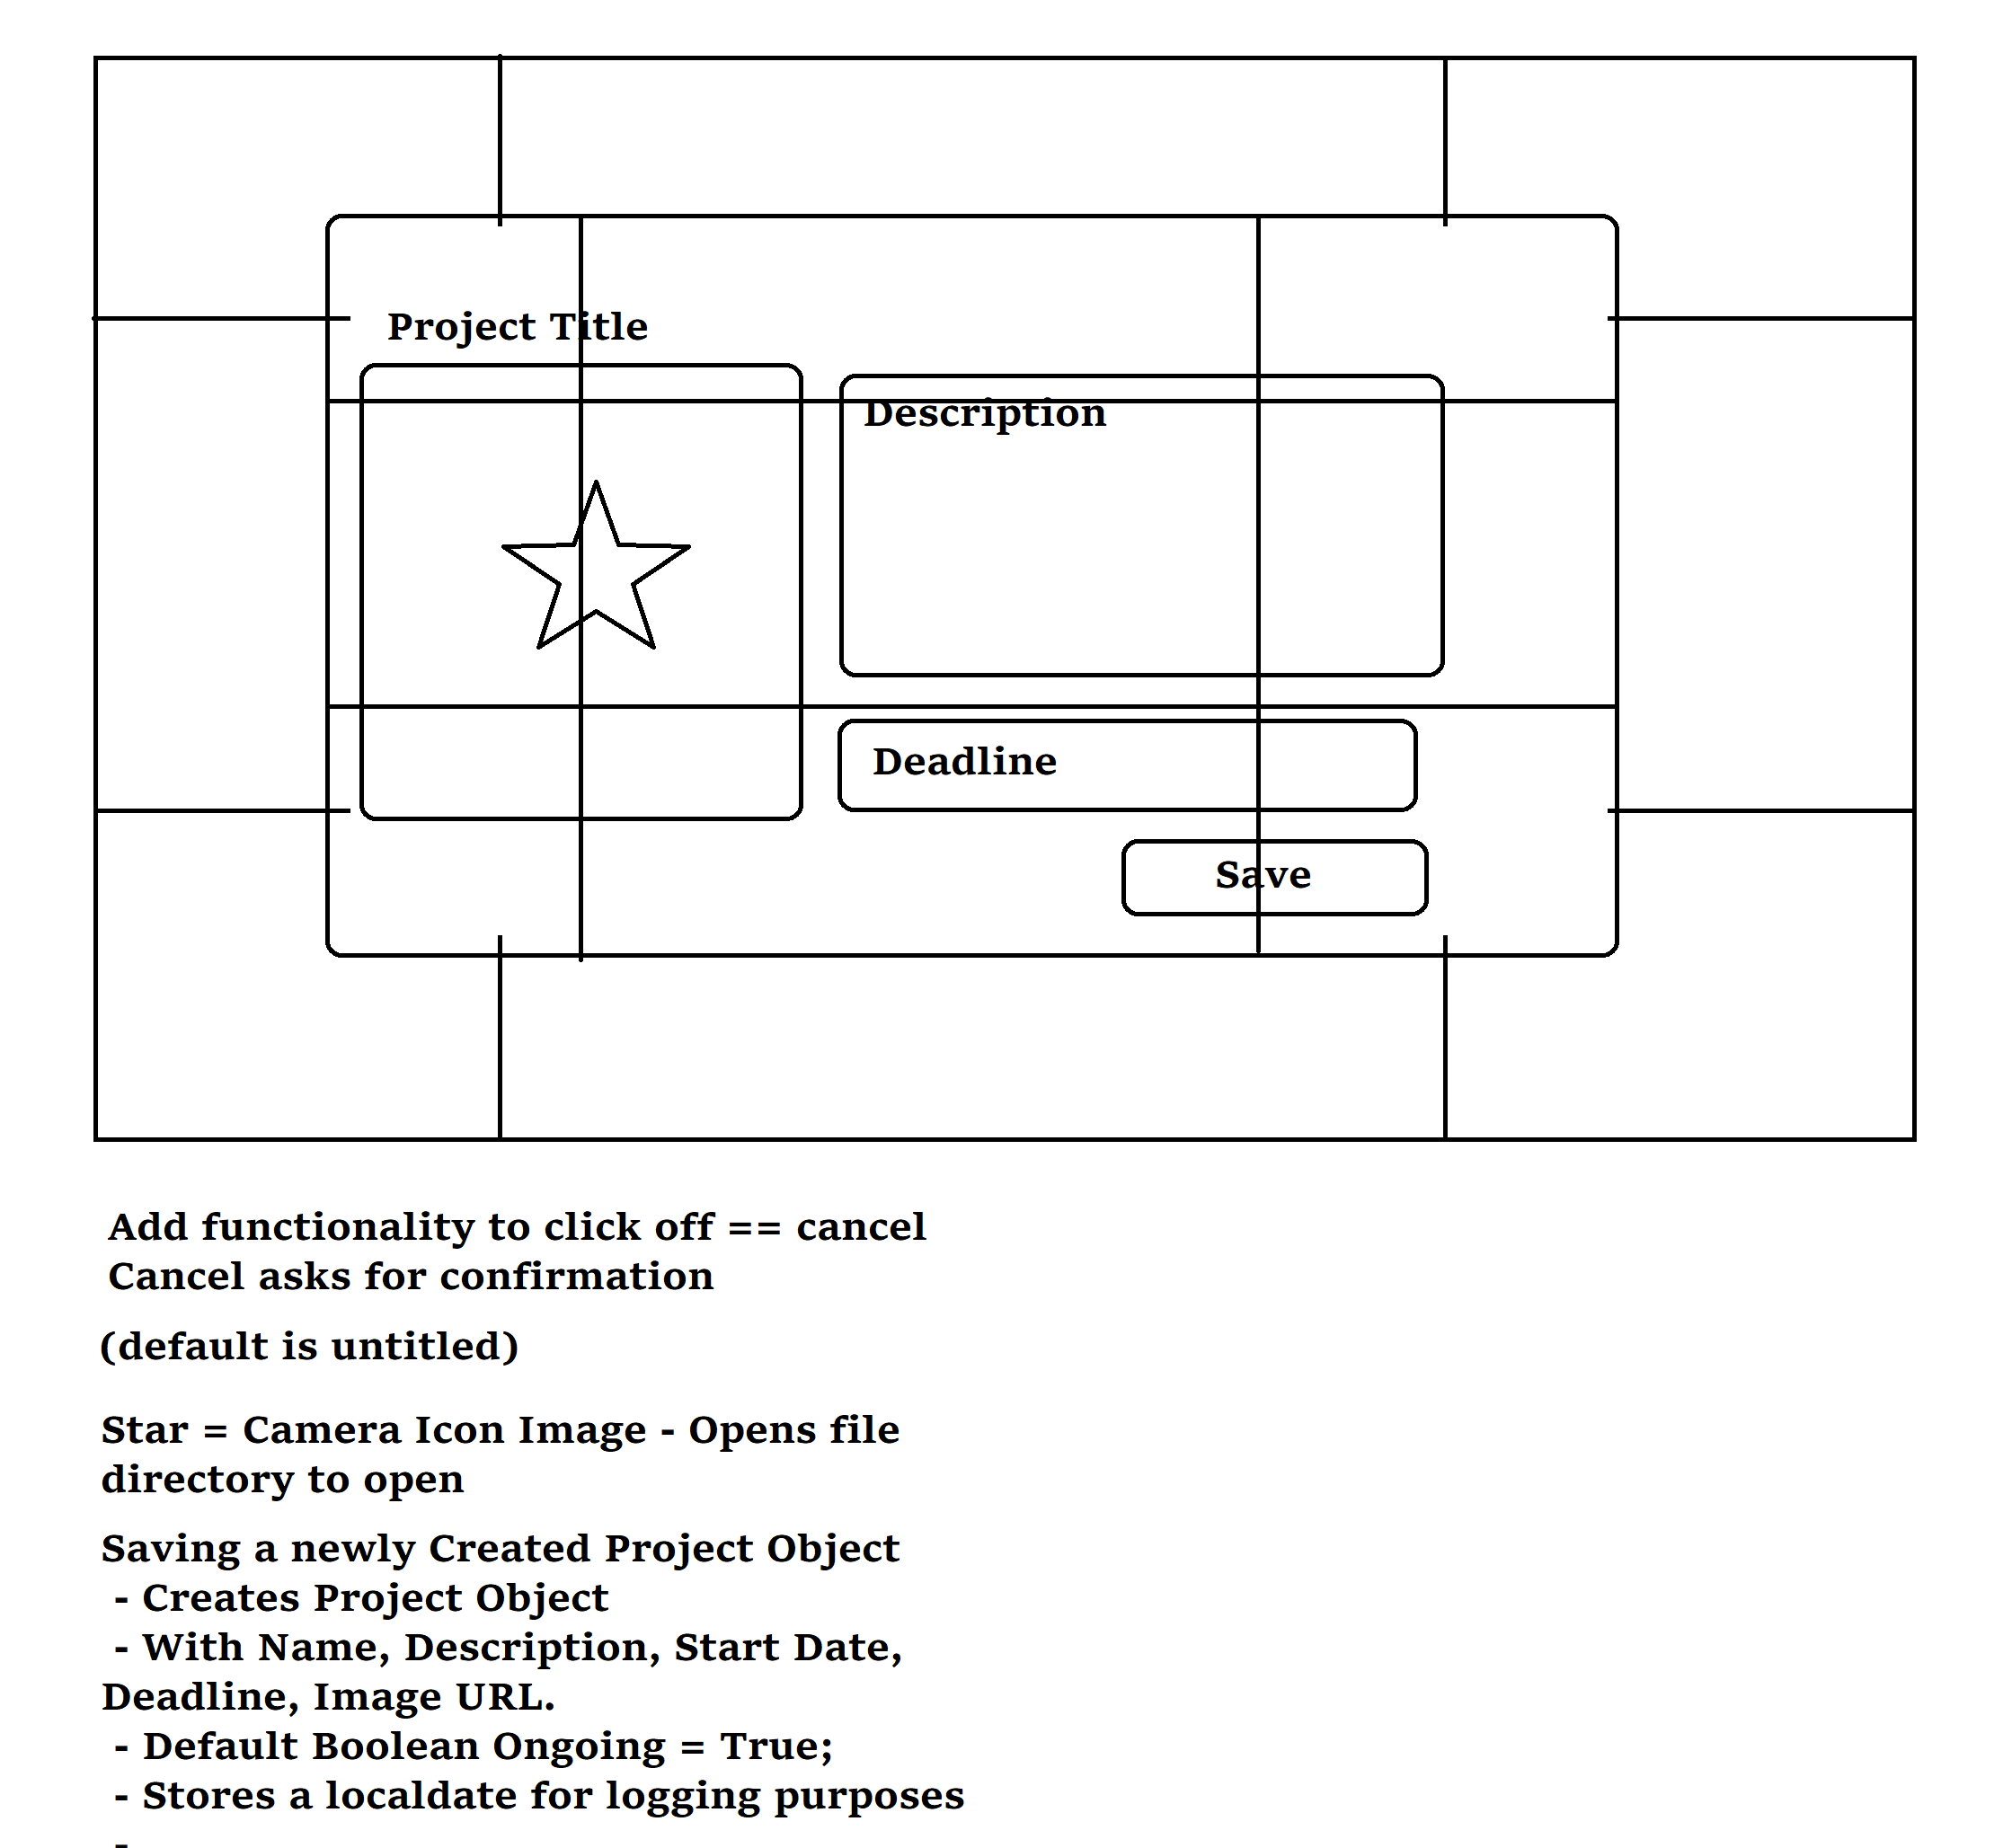 Project Title
Description
Deadline
Save
Add functionality to click off == cancel
Cancel asks for confirmation
(default is untitled)
Star = Camera Icon Image - Opens file
directory to open
Saving a newly Created Project Object
- Creates Project Object
- With Name, Description, Start Date,
Deadline, Image URL.
- Default Boolean Ongoing = True;
- Stores a localdate for logging purposes
-